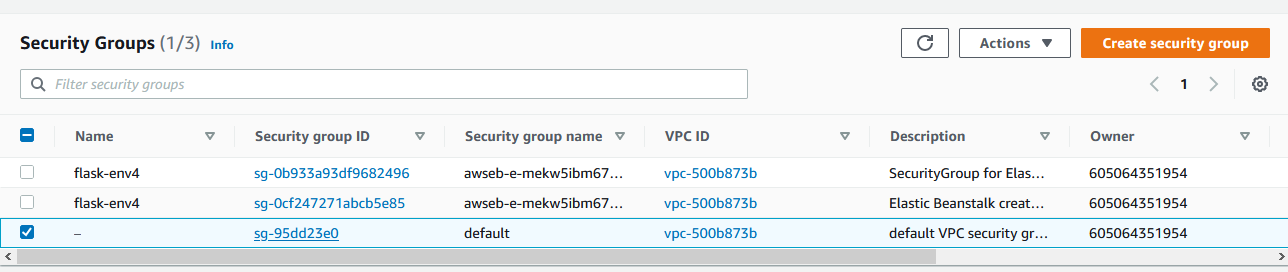 Security Groups (1/3) Info Actions Create security group
Filter security groups 1
Name Security group ID Security group name VPC ID Description Owner
flask-env4 sg-0b933a93df9682496 awseb-e-mekw5ibm67... vpc-500b873b SecurityGroup for Elas... 605064351954
flask-env4 sg-0cf247271abcb5e85 awseb-e-mekw5ibm67... vpc-500b873b Elastic Beanstalk creat... 605064351954
– sg-95dd23e0 default vpc-500b873b default VPC security gr... 605064351954